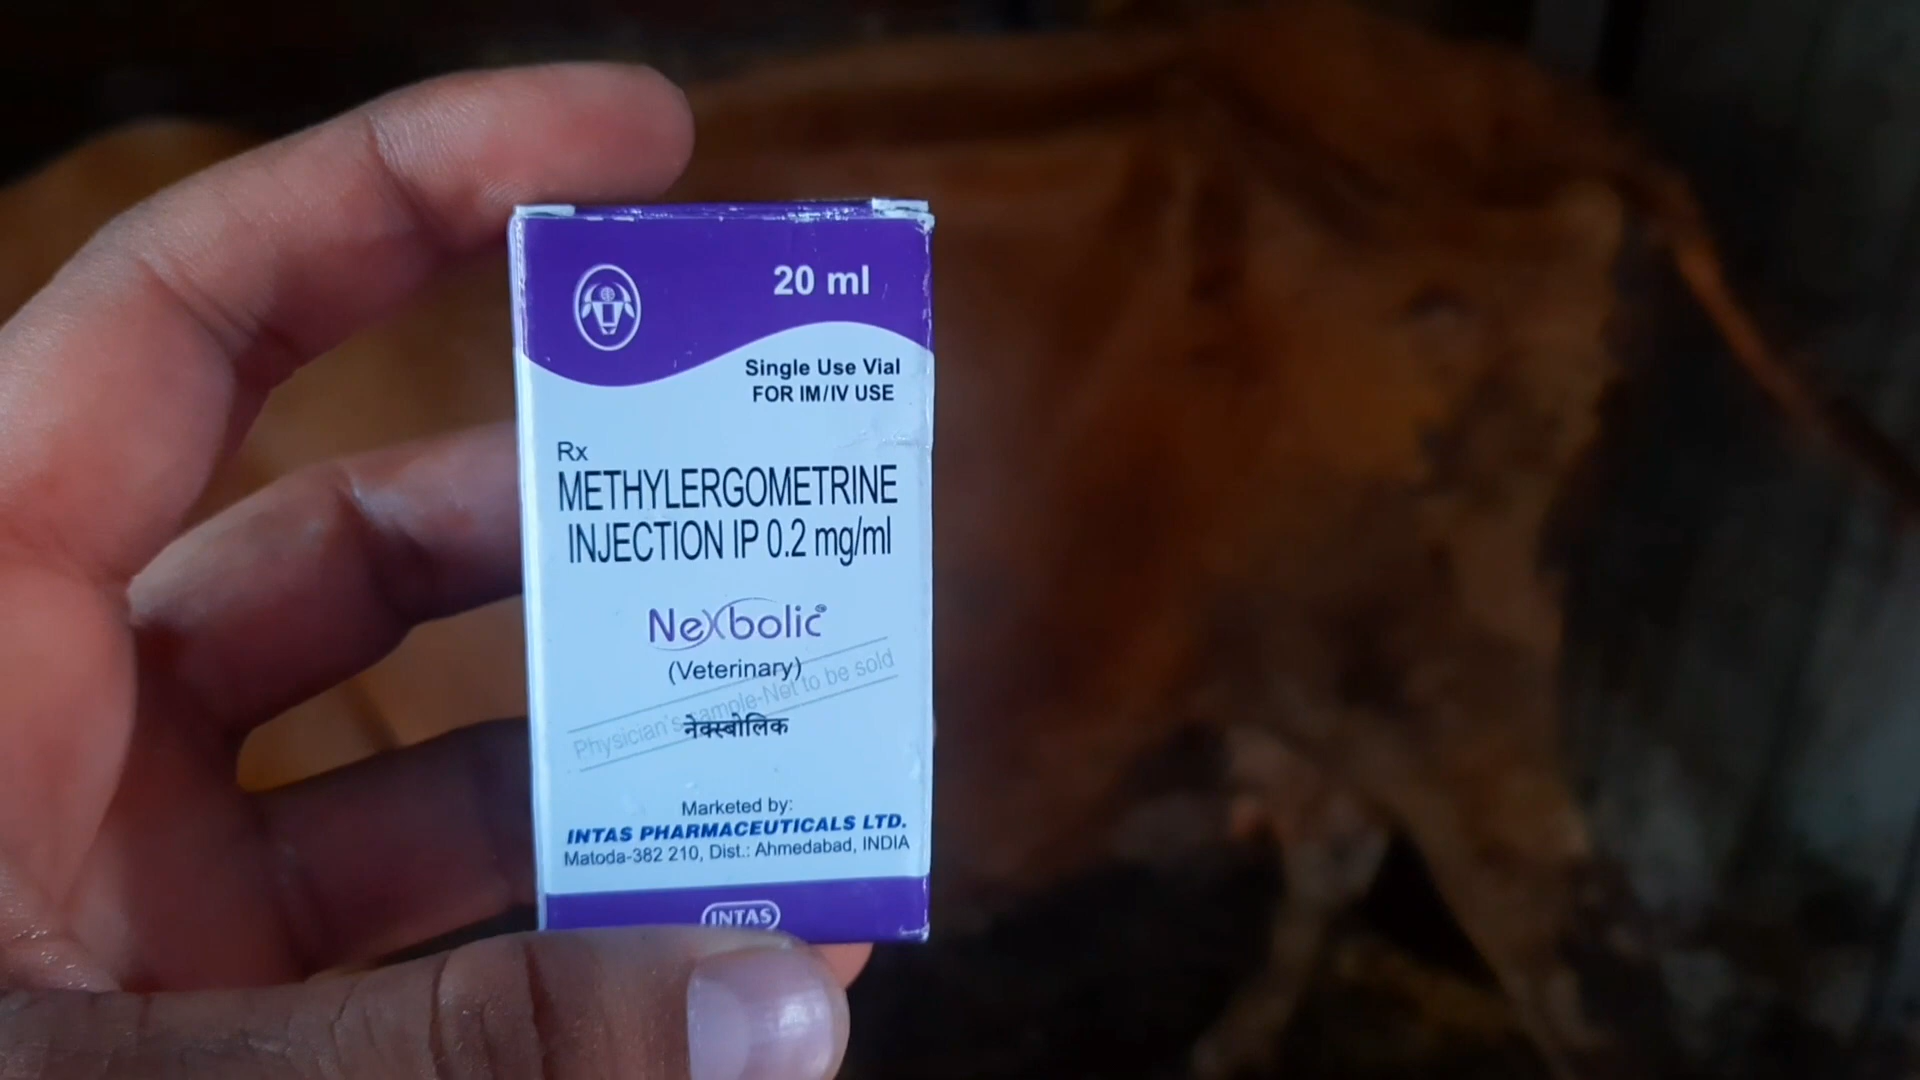 20 ml
Single Use Vial
FOR IM/IV USE
Rx
METHYLERGOMETRINE
INJECTION IP 0.2 mg/ml
Nexbolic
(Veterinary)
Physician's sample-Not to be sold
नेक्स्बोलिक
Marketed by:
INTAS PHARMACEUTICALS LTD.
Matoda-382 210, Dist.: Ahmedabad, INDIA
INTAS